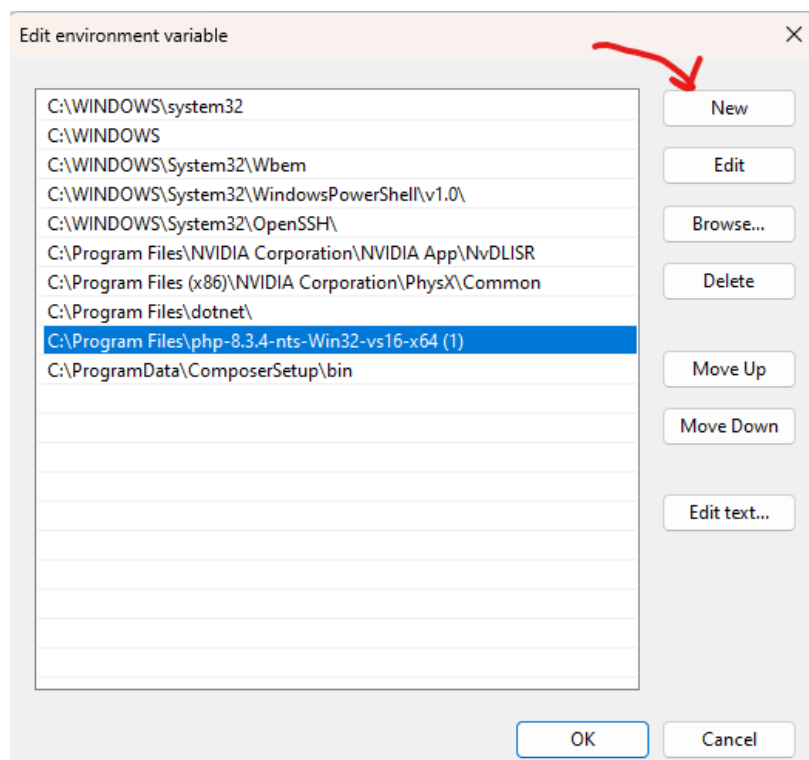 Edit environment variable
C:\WINDOWS\system32
C:\WINDOWS
C:\WINDOWS\System32\Wbem
C:\WINDOWS\System32\WindowsPowerShell\v1.0\
C:\WINDOWS\System32\OpenSSH\
C:\Program Files\NVIDIA Corporation\NVIDIA App\NvDLISR
C:\Program Files (x86)\NVIDIA Corporation\PhysX\Common
C:\Program Files\dotnet\
C:\Program Files\php-8.3.4-nts-Win32-vs16-x64 (1)
C:\ProgramData\ComposerSetup\bin
New
Edit
Browse...
Delete
Move Up
Move Down
Edit text...
OK
Cancel